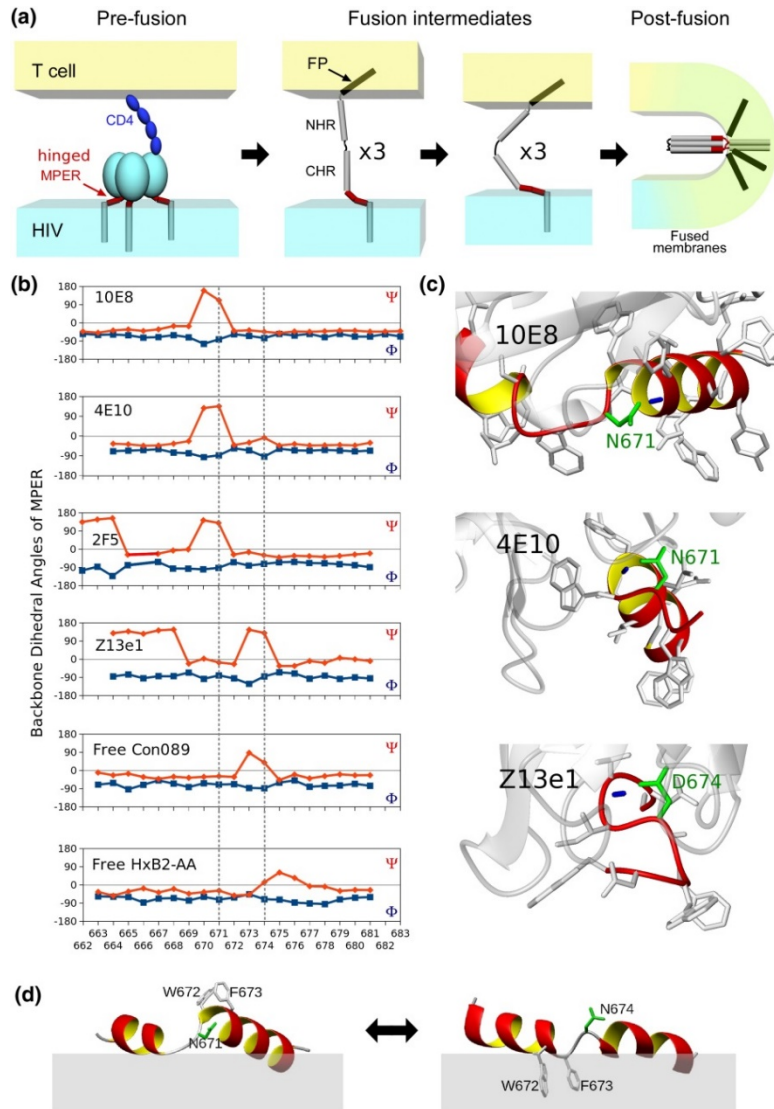 (a)
Pre-fusion
Fusion intermediates
Post-fusion
T cell
CD4
hinged
MPER
HIV
FP
NHR
CHR
x3
x3
Fused
membranes
(b)
Backbone Dihedral Angles of MPER
180
90
0
-90
-180
10E8
Ψ
Φ
180
90
0
-90
-180
4E10
Ψ
Φ
180
90
0
-90
-180
2F5
Ψ
Φ
180
90
0
-90
-180
Z13e1
Ψ
Φ
180
90
0
-90
-180
Free Con089
Ψ
Φ
180
90
0
-90
-180
Free HxB2-AA
Ψ
Φ
663 665 667 669 671 673 675 677 679 681 683
662 664 666 668 670 672 674 676 678 680 682
(c)
10E8
N671
4E10
N671
Z13e1
D674
(d)
W672
F673
N671
N674
W672
F673